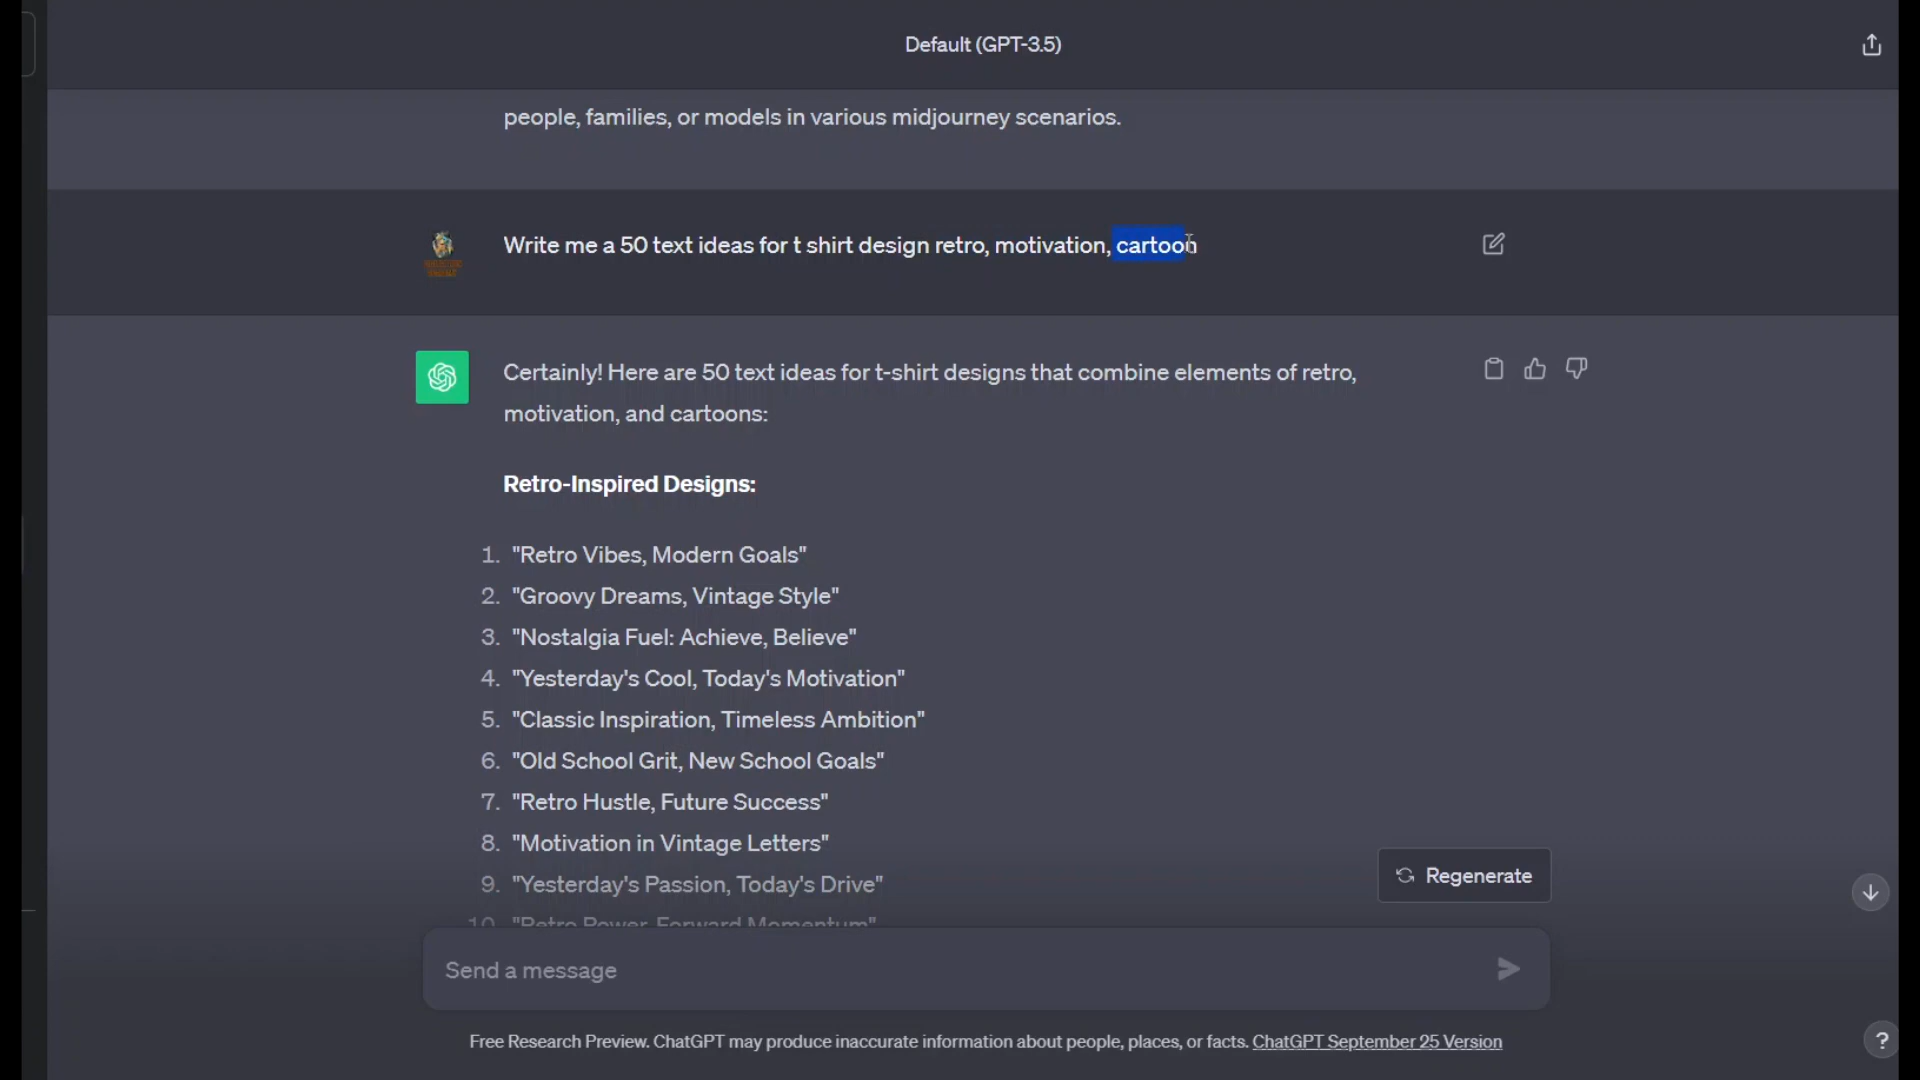 Default (GPT-3.5)
people, families, or models in various midjourney scenarios.
Write me a 50 text ideas for t shirt design retro, motivation, cartoon
Certainly! Here are 50 text ideas for t-shirt designs that combine elements of retro,
motivation, and cartoons:
Retro-Inspired Designs:
1. "Retro Vibes, Modern Goals"
2. "Groovy Dreams, Vintage Style"
3. "Nostalgia Fuel: Achieve, Believe"
4. "Yesterday's Cool, Today's Motivation"
5. "Classic Inspiration, Timeless Ambition"
6. "Old School Grit, New School Goals"
7. "Retro Hustle, Future Success"
8. "Motivation in Vintage Letters"
9. "Yesterday's Passion, Today's Drive"
10. "Retro Power, Forward Momentum"
Regenerate
Send a message
Free Research Preview. ChatGPT may produce inaccurate information about people, places, or facts. ChatGPT September 25 Version
?